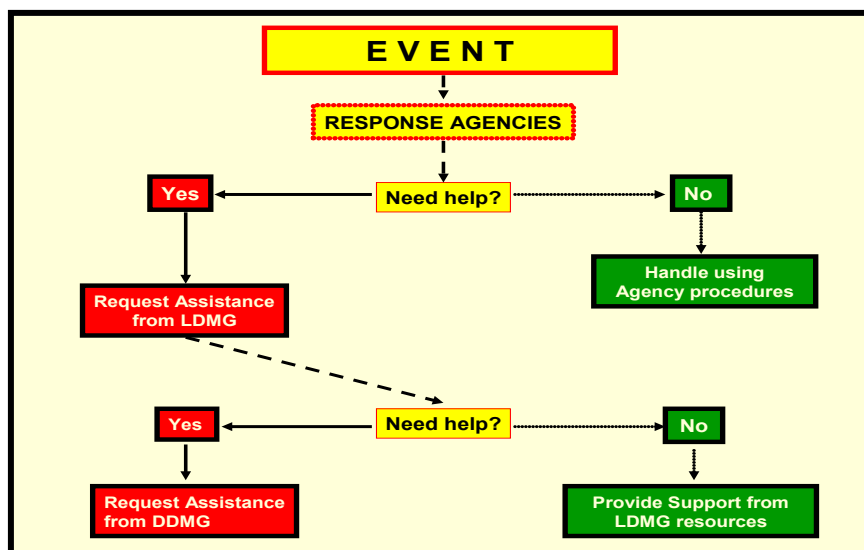 E V E N T
RESPONSE AGENCIES
Yes
Need help?
No
Request Assistance
from LDMG
Handle using
Agency procedures
Yes
Need help?
No
Request Assistance
from DDMG
Provide Support from
LDMG resources